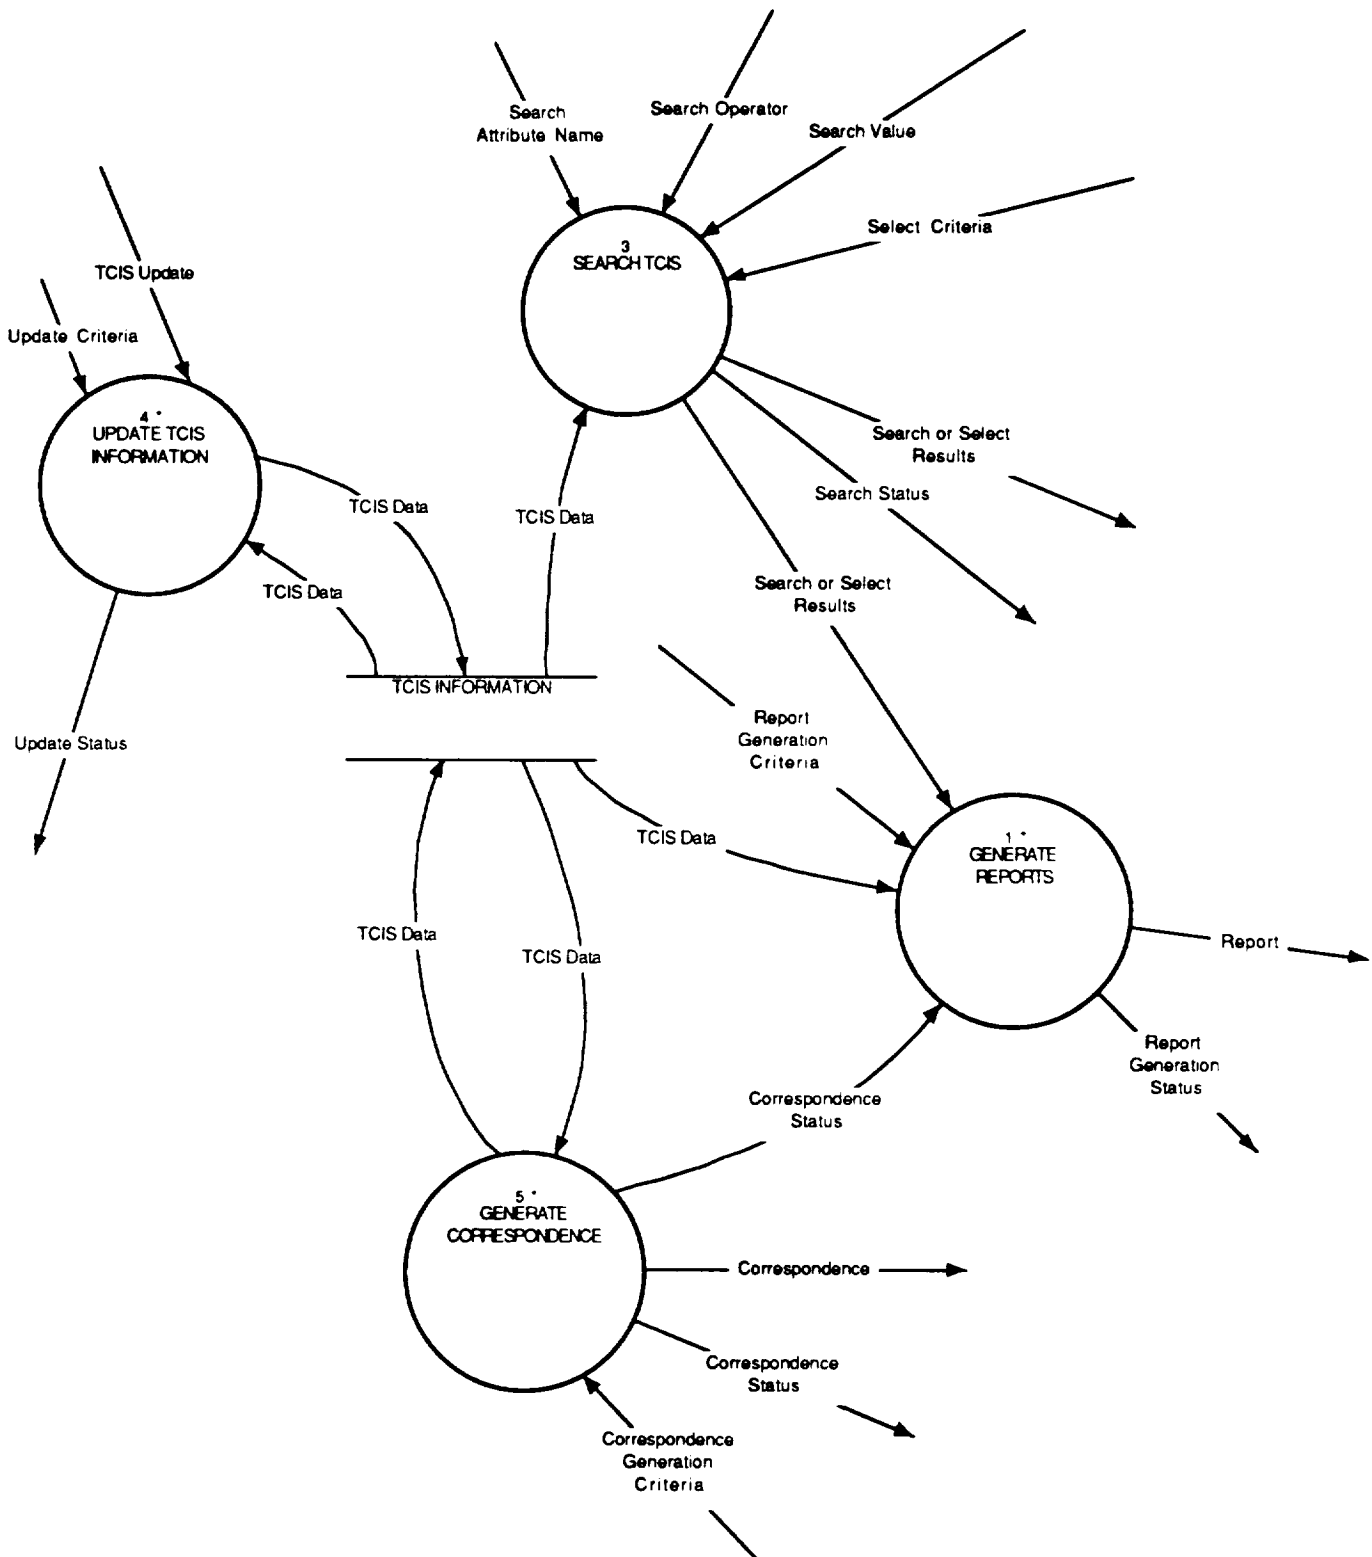 Search
Attribute Name
Search Operator
Search Value
Select Criteria
3
SEARCH TCIS
TCIS Update
Update Criteria
4 *
UPDATE TCIS
INFORMATION
TCIS Data
TCIS Data
TCIS Data
Search or Select
Results
Search Status
Search or Select
Results
TCIS INFORMATION
Update Status
Report
Generation
Criteria
TCIS Data
1 *
GENERATE
REPORTS
TCIS Data
TCIS Data
Report
Report
Generation
Status
Correspondence
Status
5 *
GENERATE
CORRESPONDENCE
Correspondence
Correspondence
Status
Correspondence
Generation
Criteria